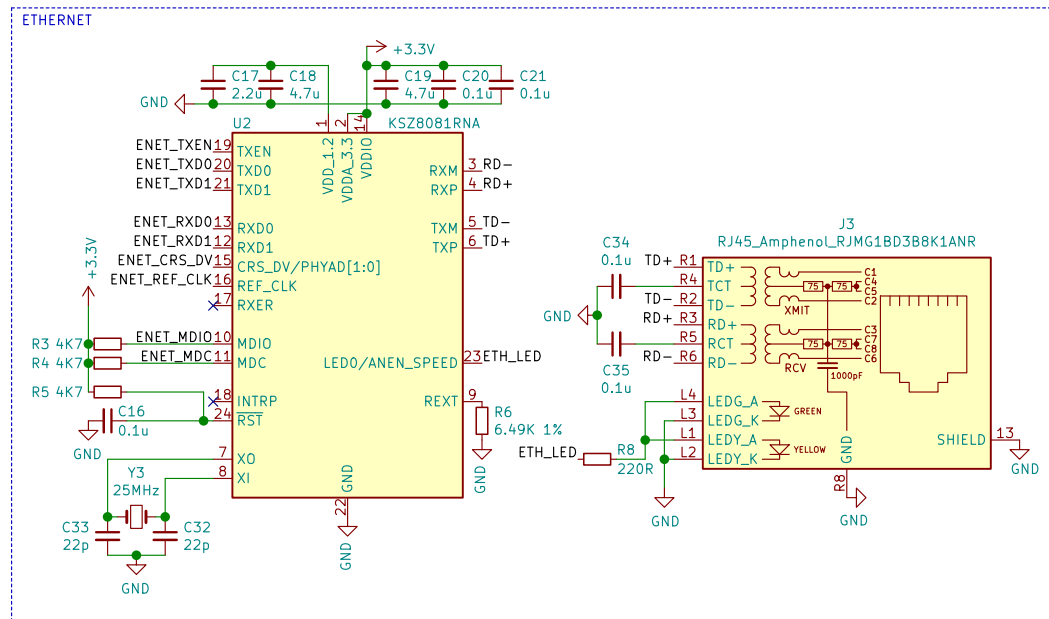 ETHERNET
+3.3V
C17
2.2u
C18
4.7u
C19
4.7u
C20
0.1u
C21
0.1u
GND
U2
KSZ8081RNA
1
2
14
VDD_1.2
VDDA_3.3
VDDIO
ENET_TXEN 19 TXEN
ENET_TXD0 20 TXD0
ENET_TXD1 21 TXD1
ENET_RXD0 13 RXD0
ENET_RXD1 12 RXD1
ENET_CRS_DV 15 CRS_DV/PHYAD[1:0]
ENET_REF_CLK 16 REF_CLK
17 RXER
+3.3V
R3 4K7
ENET_MDIO 10 MDIO
R4 4K7
ENET_MDC 11 MDC
R5 4K7
18 INTRP
24 RST
C16
0.1u
GND
7 XO
8 XI
Y3
25MHz
C33
22p
C32
22p
GND
GND
22
GND
RXM 3 RD-
RXP 4 RD+
TXM 5 TD-
TXP 6 TD+
LED0/ANEN_SPEED 23 ETH_LED
REXT 9
R6
6.49K 1%
GND
J3
RJ45_Amphenol_RJMG1BD3B8K1ANR
C34
0.1u
GND
C35
0.1u
TD+ R1 TD+
R4 TCT
TD- R2 TD-
RD+ R3 RD+
R5 RCT
RD- R6 RD-
75 75
C1
C4
C5
C2
XMIT
75 75
C3
C7
C8
C6
RCV
1000pF
L4 LEDG_A
L3 LEDG_K
GREEN
L1 LEDY_A
L2 LEDY_K
YELLOW
ETH_LED
R8
220R
GND
GND
R8
GND
SHIELD 13
GND